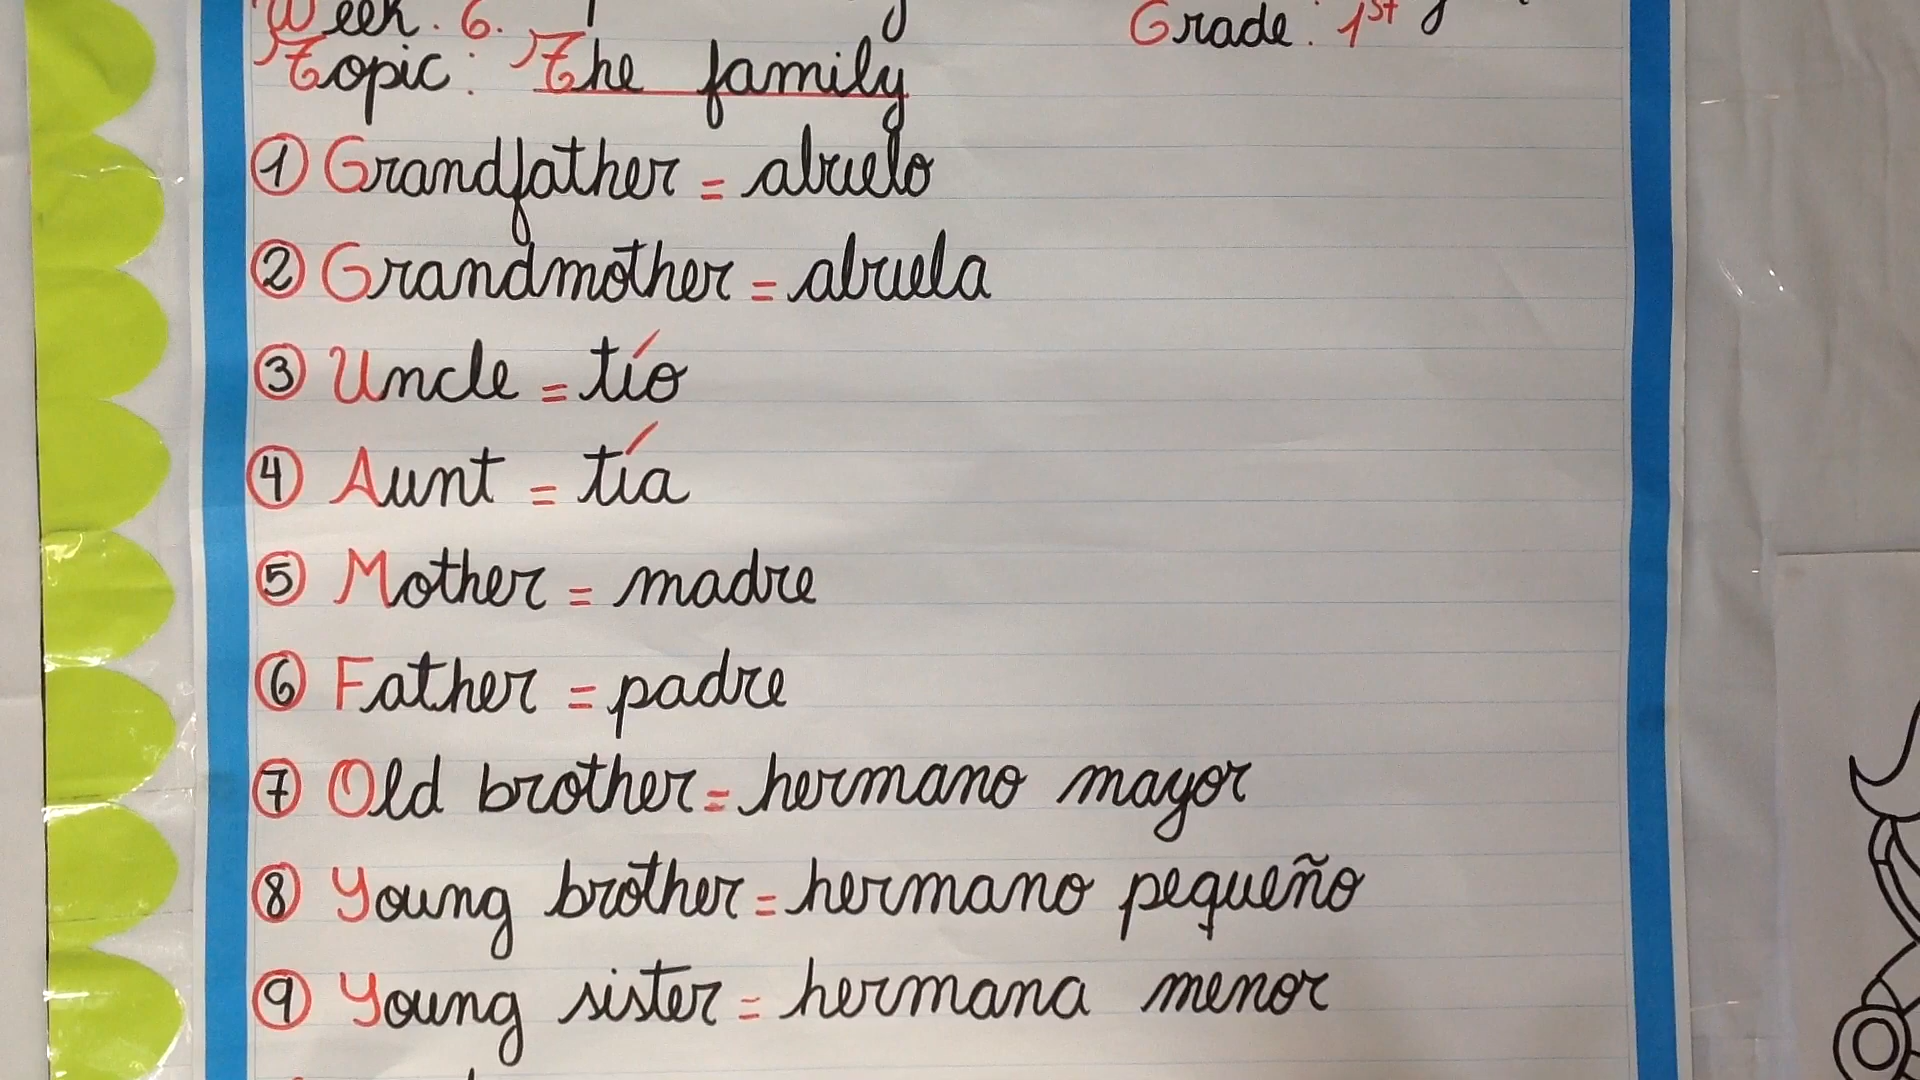 Week: 6. Grade: 1st
Topic: The family
1 Grandfather = abuelo
2 Grandmother = abuela
3 Uncle = tío
4 Aunt = tía
5 Mother = madre
6 Father = padre
7 Old brother = hermano mayor
8 Young brother = hermano pequeño
9 Young sister = hermana menor